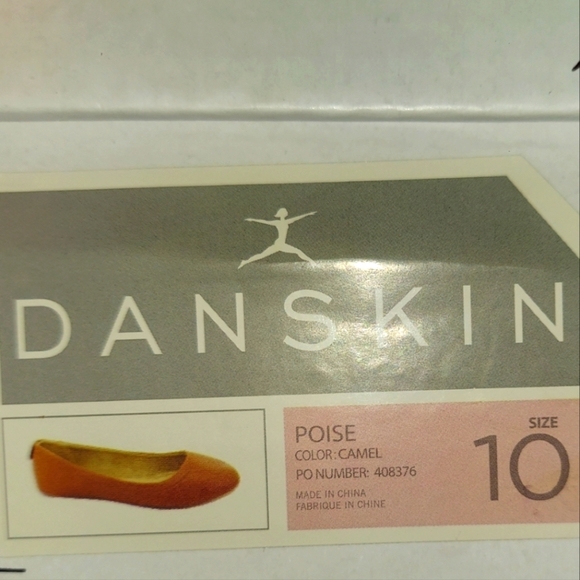 DANSKIN
POISE
COLOR: CAMEL
PO NUMBER: 408376
MADE IN CHINA
FABRIQUE IN CHINE
SIZE
10